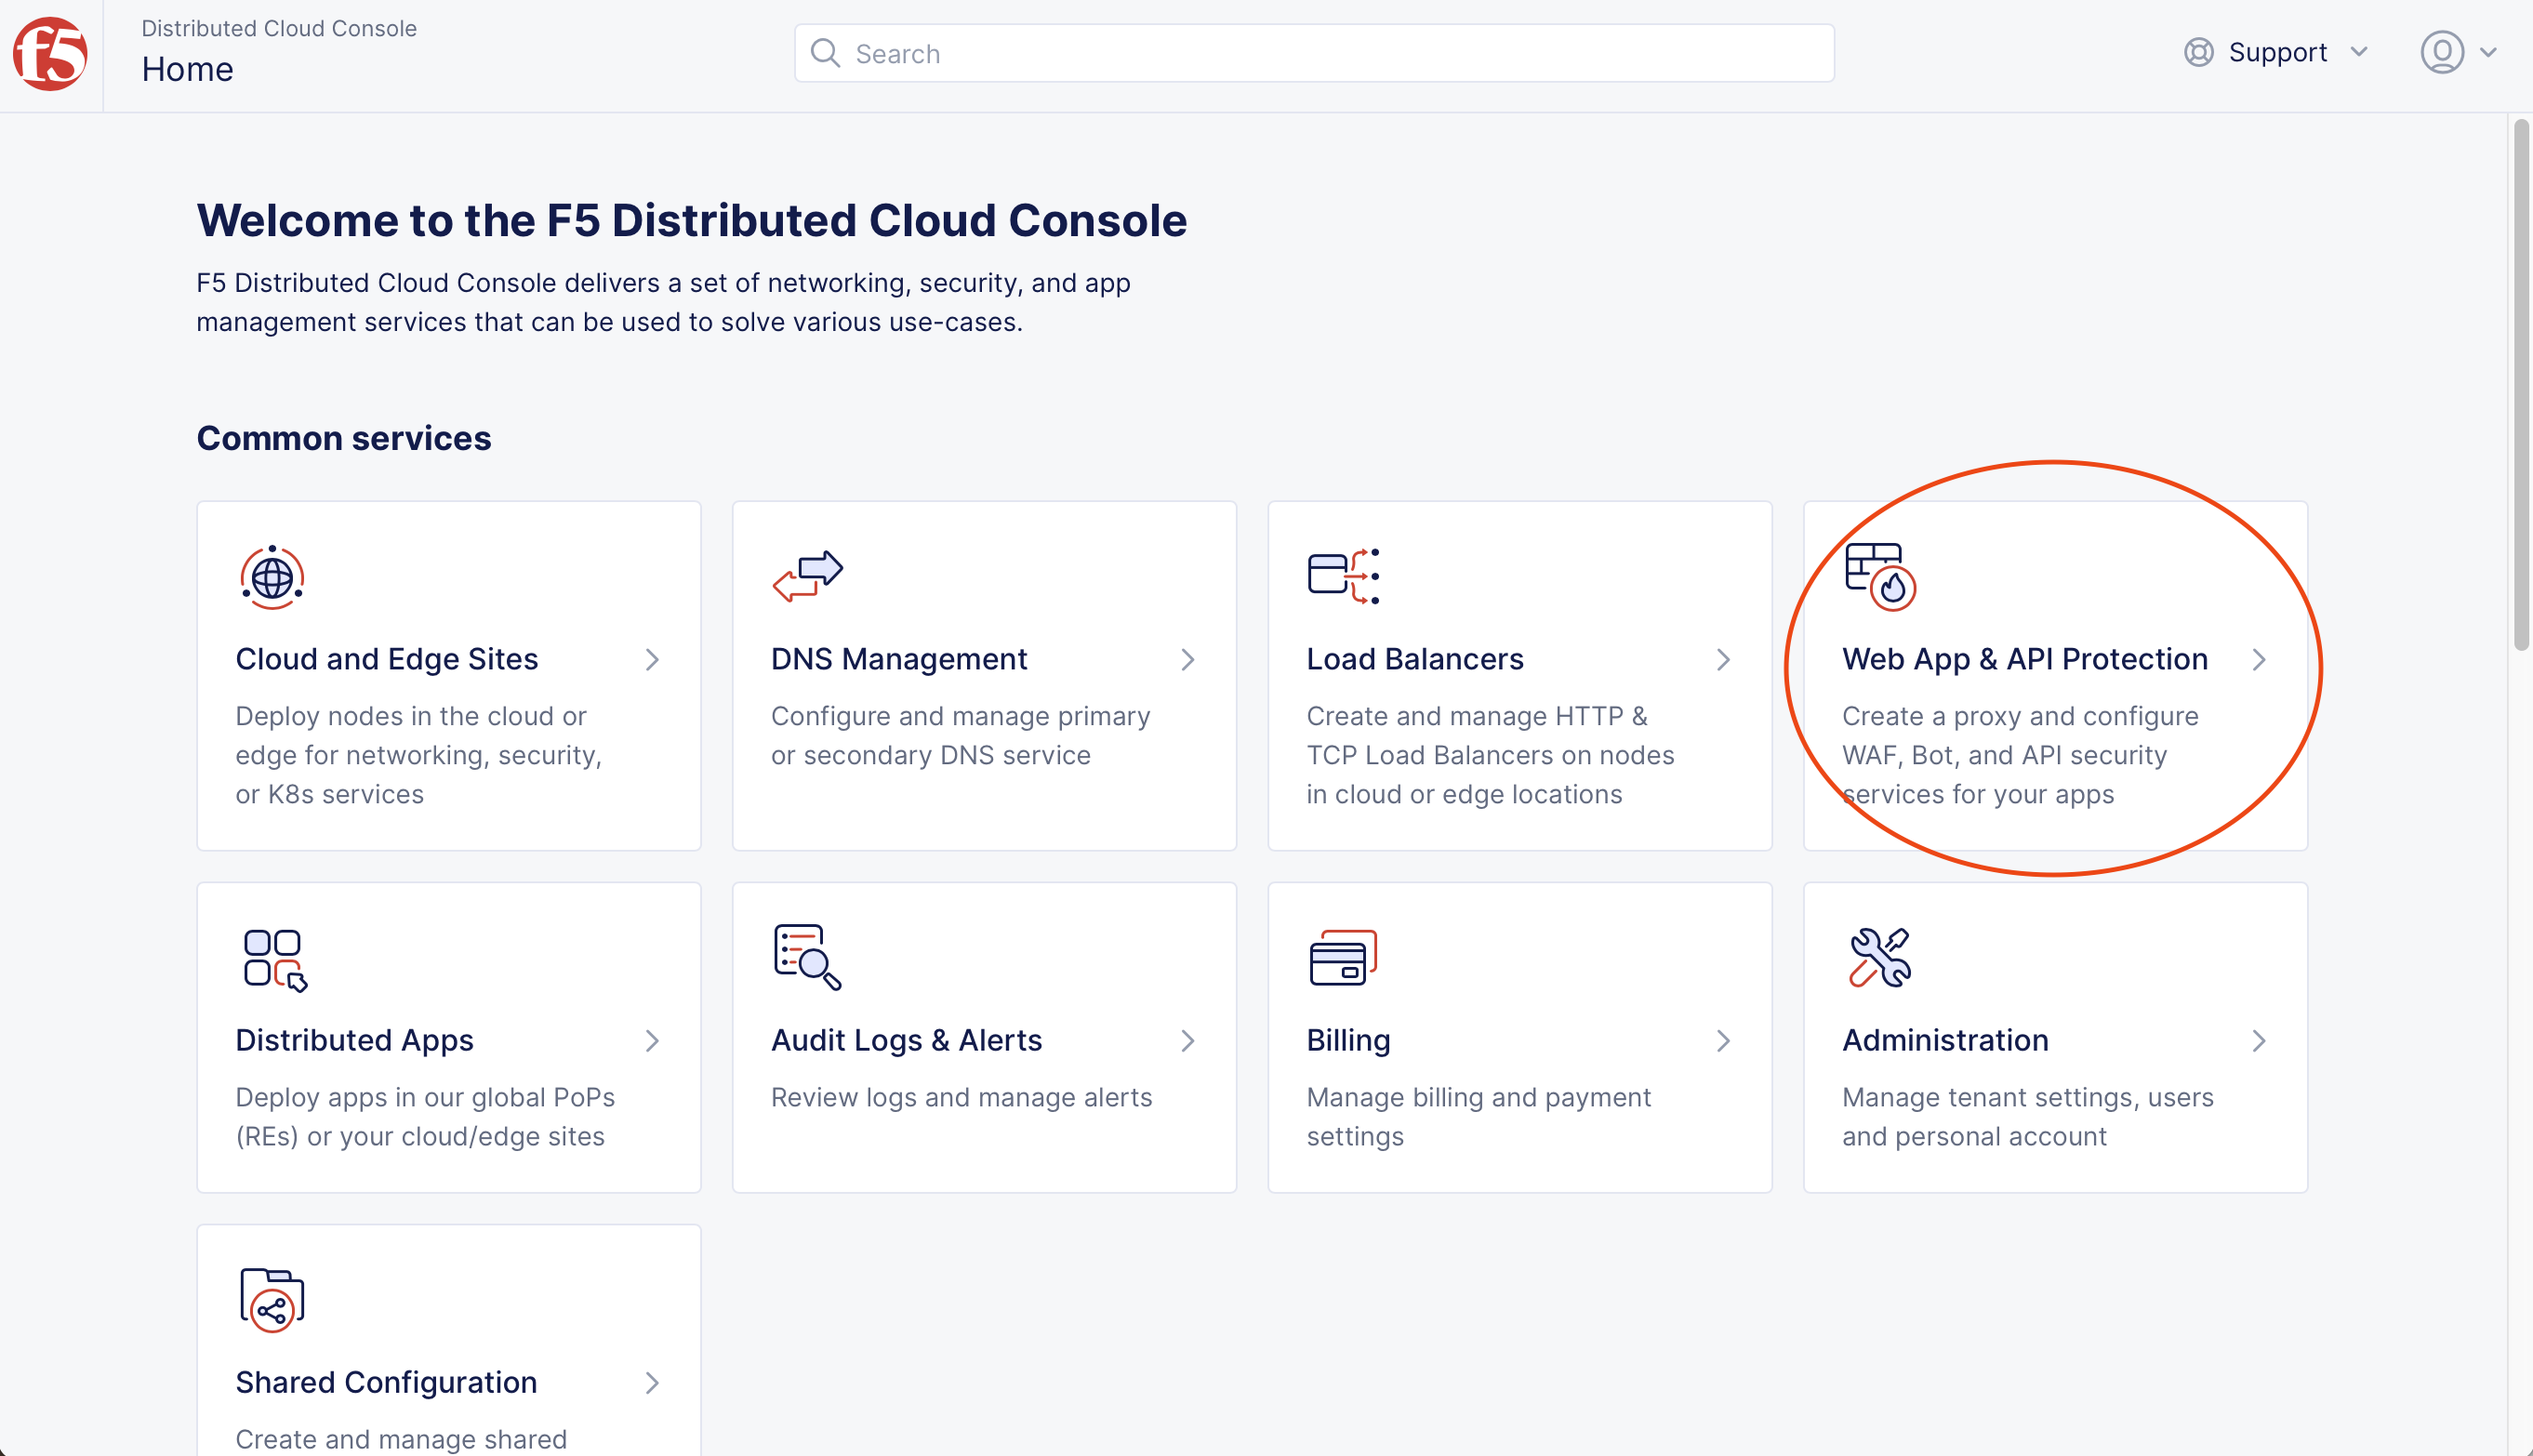 f5
Distributed Cloud Console
Home
Search
Support
Welcome to the F5 Distributed Cloud Console
F5 Distributed Cloud Console delivers a set of networking, security, and app
management services that can be used to solve various use-cases.
Common services
Cloud and Edge Sites
Deploy nodes in the cloud or
edge for networking, security,
or K8s services
DNS Management
Configure and manage primary
or secondary DNS service
Load Balancers
Create and manage HTTP &
TCP Load Balancers on nodes
in cloud or edge locations
Web App & API Protection
Create a proxy and configure
WAF, Bot, and API security
services for your apps
Distributed Apps
Deploy apps in our global PoPs
(REs) or your cloud/edge sites
Audit Logs & Alerts
Review logs and manage alerts
Billing
Manage billing and payment
settings
Administration
Manage tenant settings, users
and personal account
Shared Configuration
Create and manage shared